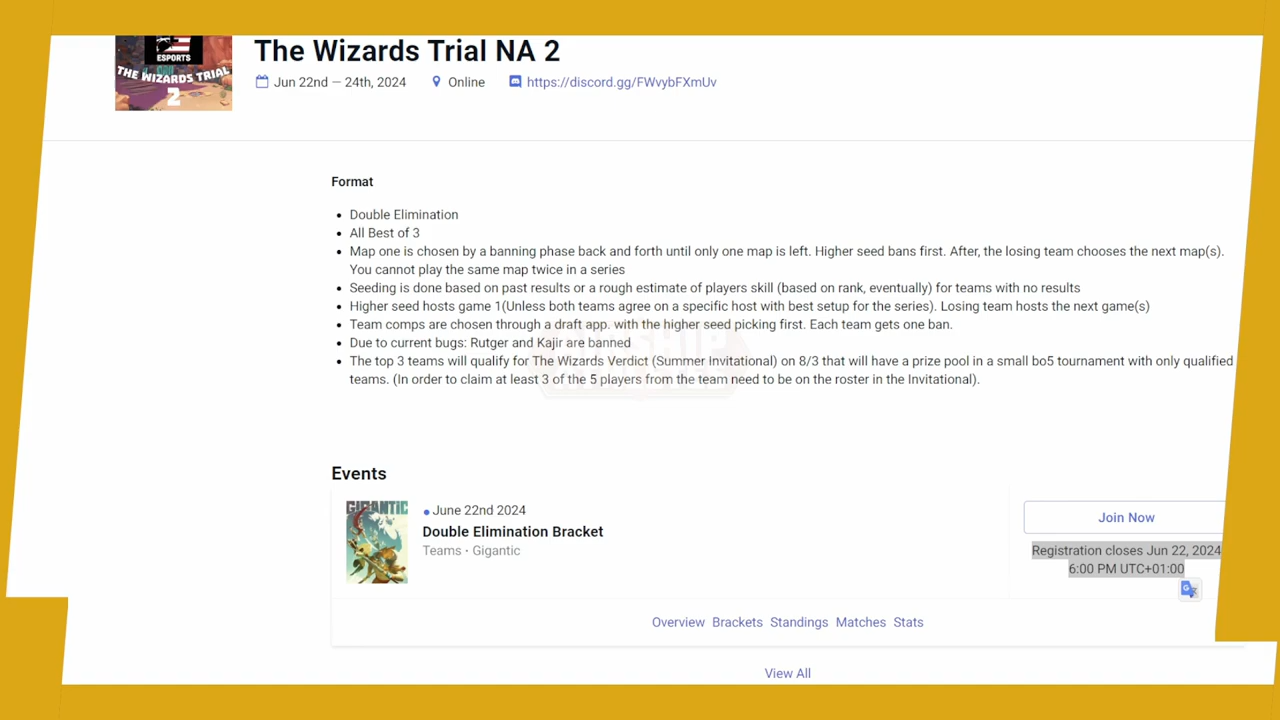 The Wizards Trial NA 2
ESPORTS
THE WIZARDS TRIAL
2
Jun 22nd — 24th, 2024 Online https://discord.gg/FWvybFXmUv
Format
Double Elimination
All Best of 3
Map one is chosen by a banning phase back and forth until only one map is left. Higher seed bans first. After, the losing team chooses the next map(s).
You cannot play the same map twice in a series
Seeding is done based on past results or a rough estimate of players skill (based on rank, eventually) for teams with no results
Higher seed hosts game 1(Unless both teams agree on a specific host with best setup for the series). Losing team hosts the next game(s)
Team comps are chosen through a draft app. with the higher seed picking first. Each team gets one ban.
Due to current bugs: Rutger and Kajir are banned
The top 3 teams will qualify for The Wizards Verdict (Summer Invitational) on 8/3 that will have a prize pool in a small bo5 tournament with only qualified
teams. (In order to claim at least 3 of the 5 players from the team need to be on the roster in the Invitational).
Events
GIGANTIC
June 22nd 2024
Double Elimination Bracket
Teams · Gigantic
Join Now
Registration closes Jun 22, 2024
6:00 PM UTC+01:00
Overview Brackets Standings Matches Stats
View All